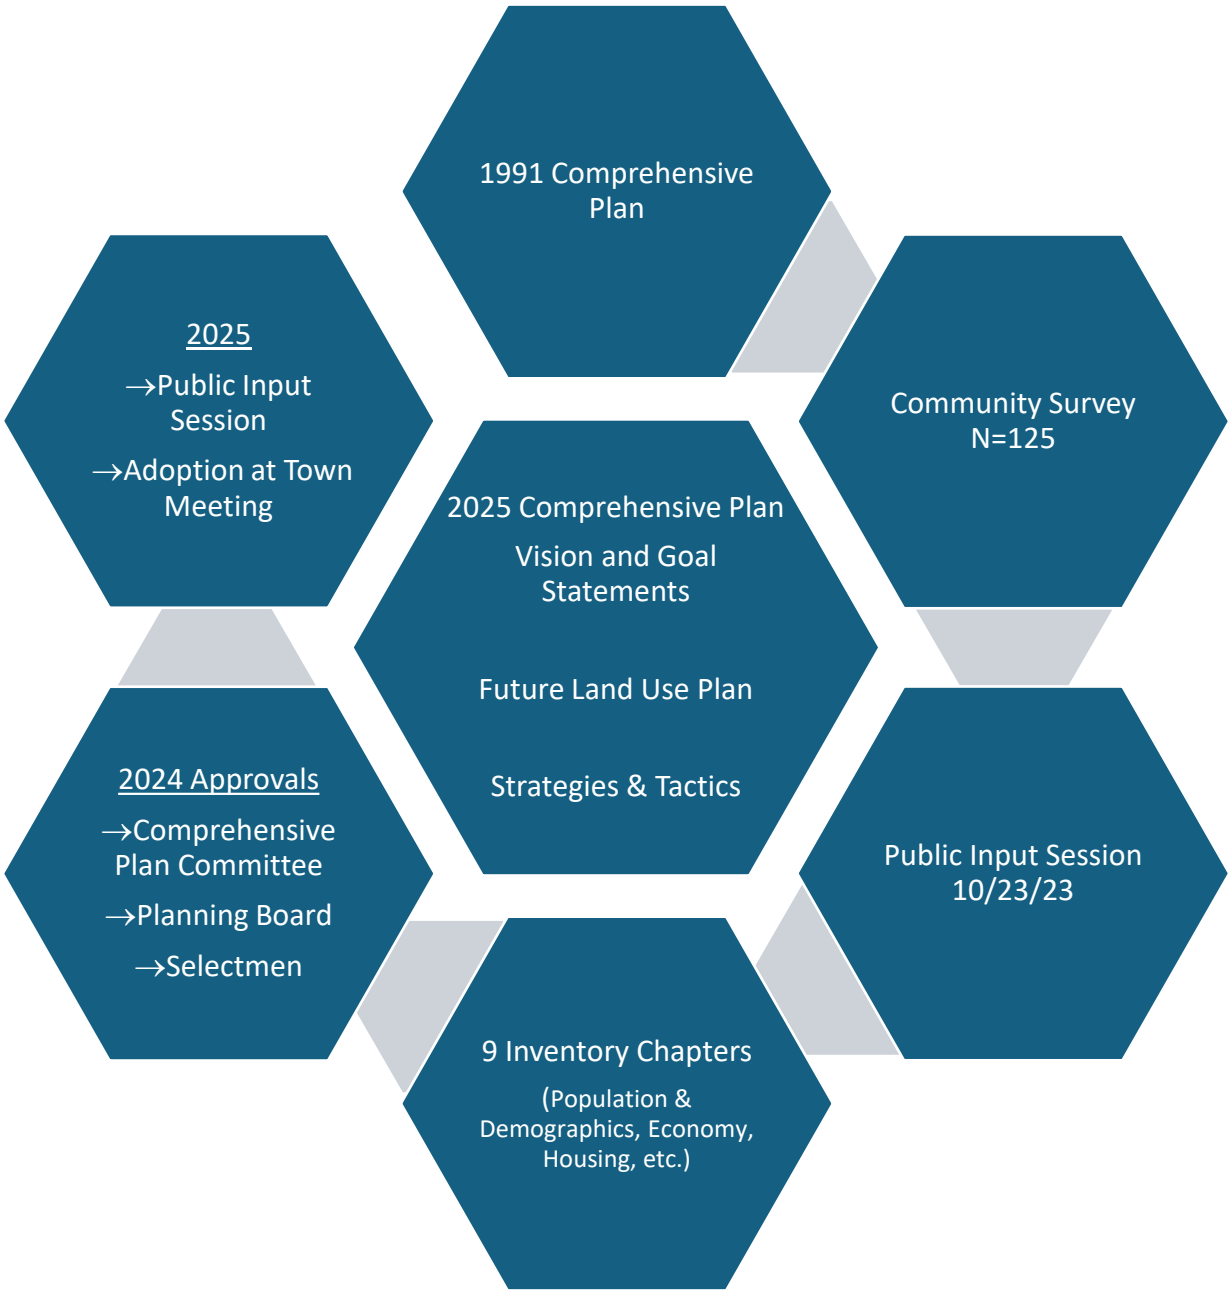 1991 Comprehensive
Plan
Community Survey
N=125
Public Input Session
10/23/23
9 Inventory Chapters
(Population &
Demographics, Economy,
Housing, etc.)
2024 Approvals
→Comprehensive
Plan Committee
→Planning Board
→Selectmen
2025
→Public Input
Session
→Adoption at Town
Meeting
2025 Comprehensive Plan
Vision and Goal
Statements
Future Land Use Plan
Strategies & Tactics